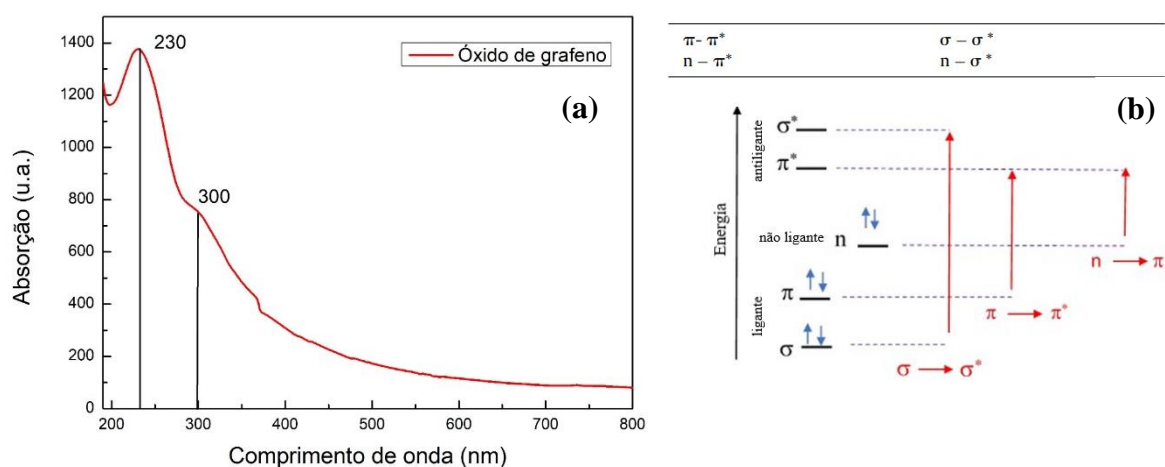 1400
1200
1000
800
600
400
200
0
Absorção (u.a.)
230
300
Óxido de grafeno
(a)
200 300 400 500 600 700 800
Comprimento de onda (nm)
π- π* σ – σ *
n – π* n – σ *
(b)
Energia
antiligante
σ*
π*
não ligante n
ligante
π
σ
σ → σ*
π → π*
n → π